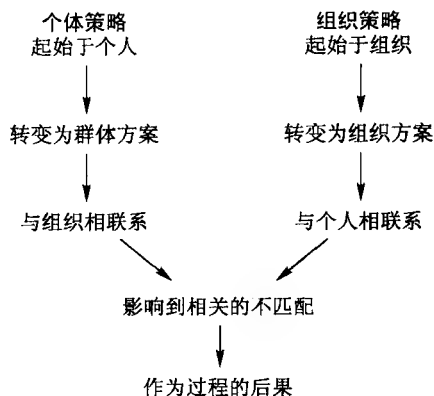 个体策略
起始于个人
转变为群体方案
与组织相联系
组织策略
起始于组织
转变为组织方案
与个人相联系
影响到相关的不匹配
作为过程的后果